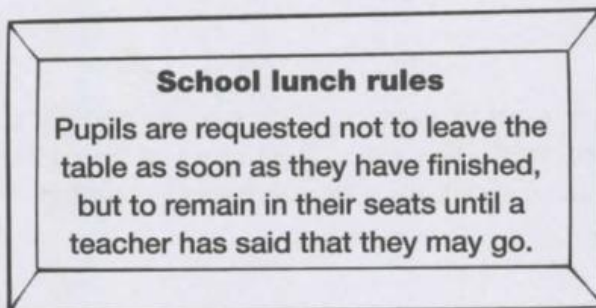 School lunch rules
Pupils are requested not to leave the
table as soon as they have finished,
but to remain in their seats until a
teacher has said that they may go.